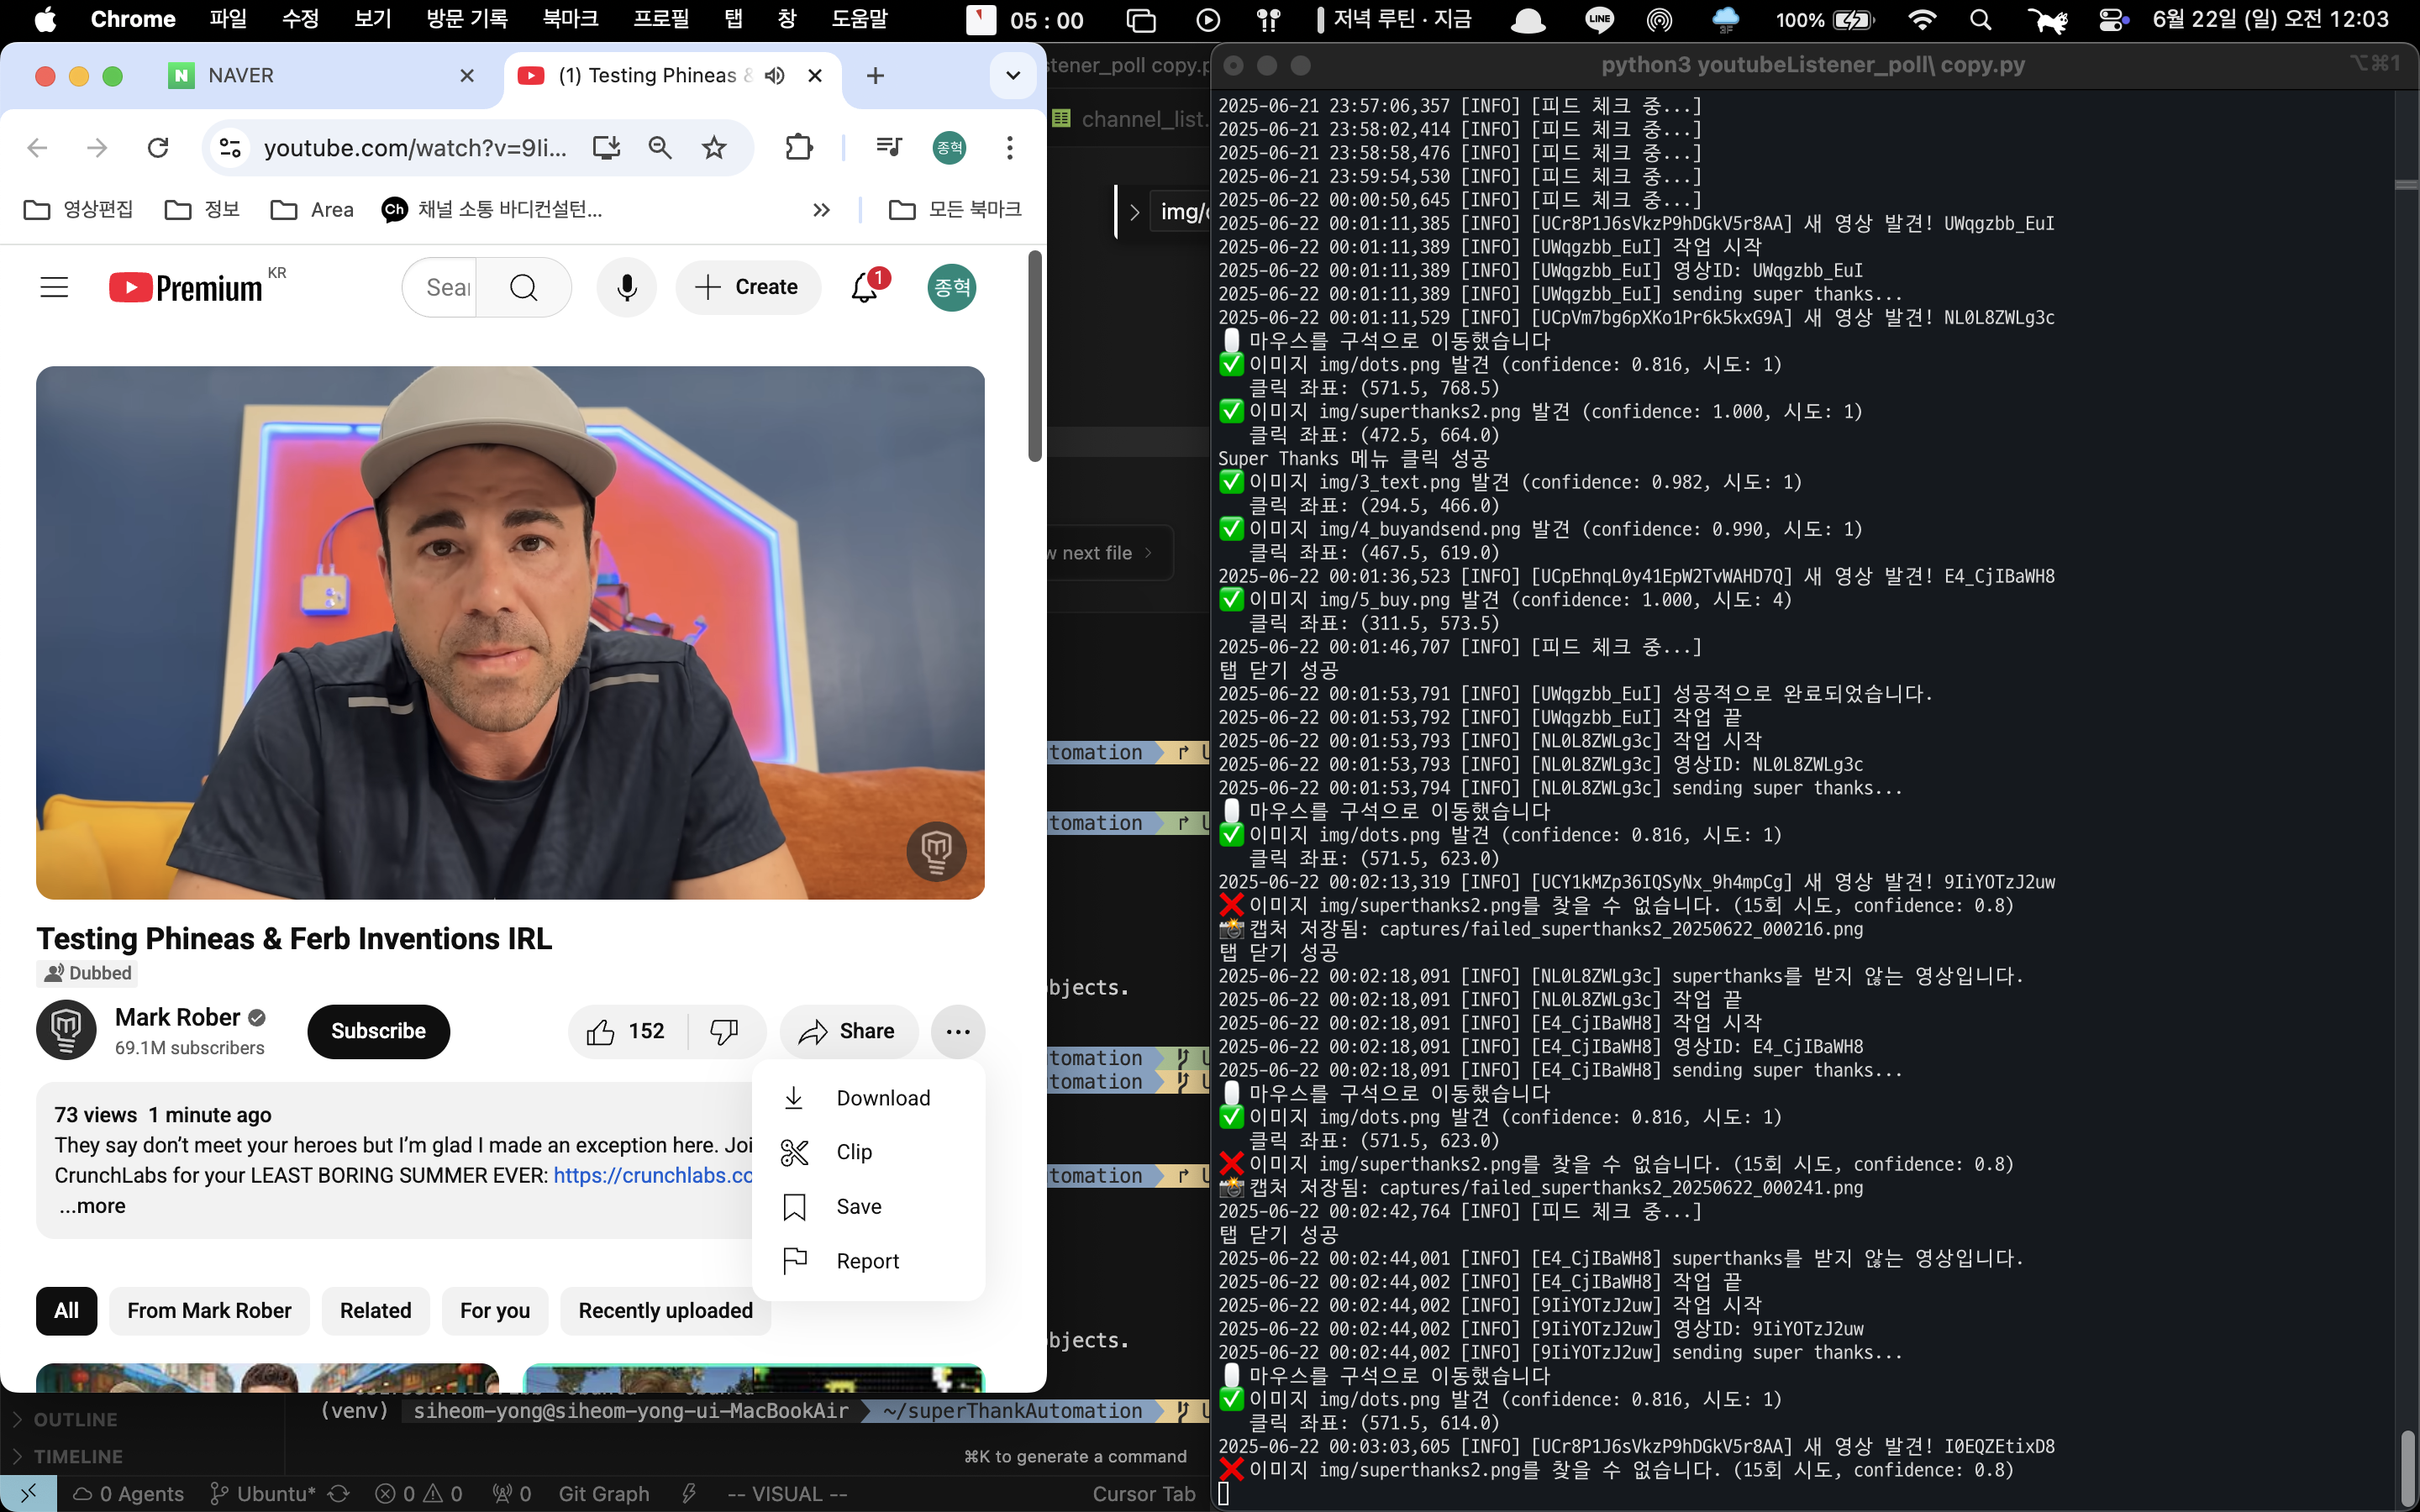 Chrome 파일 수정 보기 방문 기록 북마크 프로필 탭 창 도움말
05 : 00
저녁 루틴 · 지금
LINE
3F
100%
6월 22일 (일) 오전 12:03
N NAVER
(1) Testing Phineas &
youtube.com/watch?v=9Ii...
종혁
영상편집
정보
Area
Ch 채널 소통 바디컨설턴...
모든 북마크
Premium KR
Sear
Create
1
종혁
Testing Phineas & Ferb Inventions IRL
Dubbed
Mark Rober
69.1M subscribers
Subscribe
152
Share
Download
Clip
Save
Report
73 views 1 minute ago
They say don't meet your heroes but I'm glad I made an exception here. Joi
CrunchLabs for your LEAST BORING SUMMER EVER: https://crunchlabs.co
...more
All
From Mark Rober
Related
For you
Recently uploaded
stener_poll copy.p
channel_list.
img/
w next file
tomation
tomation
bjects.
tomation
tomation
tomation
bjects.
(venv) siheom-yong@siheom-yong-ui-MacBookAir ~/superThankAutomation
OUTLINE
TIMELINE
⌘K to generate a command
0 Agents
Ubuntu*
0 0
0
Git Graph
-- VISUAL --
Cursor Tab
python3 youtubeListener_poll\ copy.py
⌥⌘1
2025-06-21 23:57:06,357 [INFO] [피드 체크 중...]
2025-06-21 23:58:02,414 [INFO] [피드 체크 중...]
2025-06-21 23:58:58,476 [INFO] [피드 체크 중...]
2025-06-21 23:59:54,530 [INFO] [피드 체크 중...]
2025-06-22 00:00:50,645 [INFO] [피드 체크 중...]
2025-06-22 00:01:11,385 [INFO] [UCr8P1J6sVkzP9hDGkV5r8AA] 새 영상 발견! UWqgzbb_EuI
2025-06-22 00:01:11,389 [INFO] [UWqgzbb_EuI] 작업 시작
2025-06-22 00:01:11,389 [INFO] [UWqgzbb_EuI] 영상ID: UWqgzbb_EuI
2025-06-22 00:01:11,389 [INFO] [UWqgzbb_EuI] sending super thanks...
2025-06-22 00:01:11,529 [INFO] [UCpVm7bg6pXKo1Pr6k5kxG9A] 새 영상 발견! NL0L8ZWLg3c
마우스를 구석으로 이동했습니다
✅ 이미지 img/dots.png 발견 (confidence: 0.816, 시도: 1)
클릭 좌표: (571.5, 768.5)
✅ 이미지 img/superthanks2.png 발견 (confidence: 1.000, 시도: 1)
클릭 좌표: (472.5, 664.0)
Super Thanks 메뉴 클릭 성공
✅ 이미지 img/3_text.png 발견 (confidence: 0.982, 시도: 1)
클릭 좌표: (294.5, 466.0)
✅ 이미지 img/4_buyandsend.png 발견 (confidence: 0.990, 시도: 1)
클릭 좌표: (467.5, 619.0)
2025-06-22 00:01:36,523 [INFO] [UCpEhnqL0y41EpW2TvWAHD7Q] 새 영상 발견! E4_CjIBaWH8
✅ 이미지 img/5_buy.png 발견 (confidence: 1.000, 시도: 4)
클릭 좌표: (311.5, 573.5)
2025-06-22 00:01:46,707 [INFO] [피드 체크 중...]
탭 닫기 성공
2025-06-22 00:01:53,791 [INFO] [UWqgzbb_EuI] 성공적으로 완료되었습니다.
2025-06-22 00:01:53,792 [INFO] [UWqgzbb_EuI] 작업 끝
2025-06-22 00:01:53,793 [INFO] [NL0L8ZWLg3c] 작업 시작
2025-06-22 00:01:53,793 [INFO] [NL0L8ZWLg3c] 영상ID: NL0L8ZWLg3c
2025-06-22 00:01:53,794 [INFO] [NL0L8ZWLg3c] sending super thanks...
마우스를 구석으로 이동했습니다
✅ 이미지 img/dots.png 발견 (confidence: 0.816, 시도: 1)
클릭 좌표: (571.5, 623.0)
2025-06-22 00:02:13,319 [INFO] [UCY1kMZp36IQSyNx_9h4mpCg] 새 영상 발견! 9IiYOTzJ2uw
❌ 이미지 img/superthanks2.png를 찾을 수 없습니다. (15회 시도, confidence: 0.8)
📸 캡처 저장됨: captures/failed_superthanks2_20250622_000216.png
탭 닫기 성공
2025-06-22 00:02:18,091 [INFO] [NL0L8ZWLg3c] superthanks를 받지 않는 영상입니다.
2025-06-22 00:02:18,091 [INFO] [NL0L8ZWLg3c] 작업 끝
2025-06-22 00:02:18,091 [INFO] [E4_CjIBaWH8] 작업 시작
2025-06-22 00:02:18,091 [INFO] [E4_CjIBaWH8] 영상ID: E4_CjIBaWH8
2025-06-22 00:02:18,091 [INFO] [E4_CjIBaWH8] sending super thanks...
마우스를 구석으로 이동했습니다
✅ 이미지 img/dots.png 발견 (confidence: 0.816, 시도: 1)
클릭 좌표: (571.5, 623.0)
❌ 이미지 img/superthanks2.png를 찾을 수 없습니다. (15회 시도, confidence: 0.8)
📸 캡처 저장됨: captures/failed_superthanks2_20250622_000241.png
2025-06-22 00:02:42,764 [INFO] [피드 체크 중...]
탭 닫기 성공
2025-06-22 00:02:44,001 [INFO] [E4_CjIBaWH8] superthanks를 받지 않는 영상입니다.
2025-06-22 00:02:44,002 [INFO] [E4_CjIBaWH8] 작업 끝
2025-06-22 00:02:44,002 [INFO] [9IiYOTzJ2uw] 작업 시작
2025-06-22 00:02:44,002 [INFO] [9IiYOTzJ2uw] 영상ID: 9IiYOTzJ2uw
2025-06-22 00:02:44,002 [INFO] [9IiYOTzJ2uw] sending super thanks...
마우스를 구석으로 이동했습니다
✅ 이미지 img/dots.png 발견 (confidence: 0.816, 시도: 1)
클릭 좌표: (571.5, 614.0)
2025-06-22 00:03:03,605 [INFO] [UCr8P1J6sVkzP9hDGkV5r8AA] 새 영상 발견! I0EQZEtixD8
❌ 이미지 img/superthanks2.png를 찾을 수 없습니다. (15회 시도, confidence: 0.8)